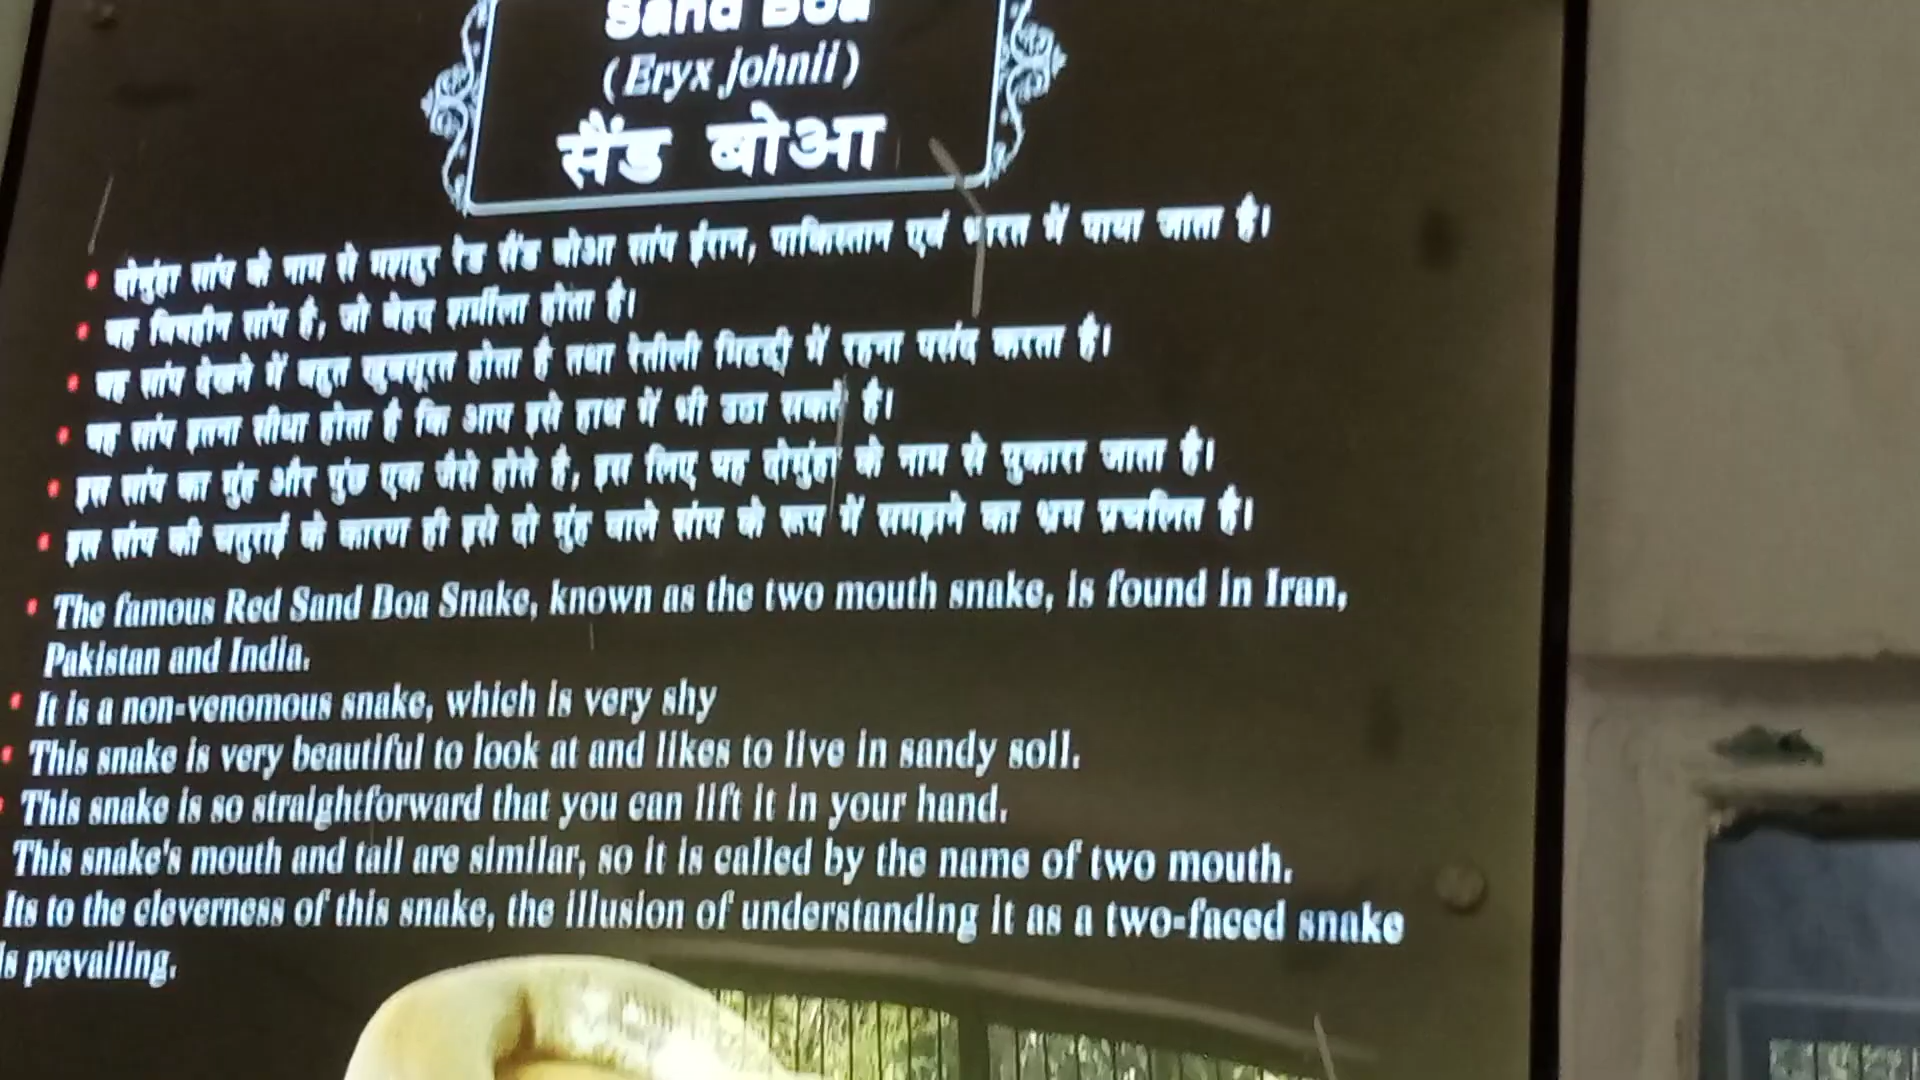 Sand Boa
(Eryx johnii)
सैंड बोआ
दोमुंहा सांप के नाम से मशहूर रेड सैंड बोआ सांप ईरान, पाकिस्तान एवं भारत में पाया जाता है।
यह विषहीन सांप है, जो बेहद शर्मीला होता है।
यह सांप देखने में बहुत खुबसूरत होता है तथा रेतीली मिट्टी में रहना पसंद करता है।
यह सांप इतना सीधा होता है कि आप इसे हाथ में भी उठा सकते है।
इस सांप का मुंह और पुंछ एक जैसे होते है, इस लिए यह दोमुंहा के नाम से पुकारा जाता है।
इस सांप की चतुराई के कारण ही इसे दो मुंह वाले सांप के रूप में समझने का भ्रम प्रचलित है।
The famous Red Sand Boa Snake, known as the two mouth snake, is found in Iran,
Pakistan and India.
It is a non-venomous snake, which is very shy
This snake is very beautiful to look at and likes to live in sandy soil.
This snake is so straightforward that you can lift it in your hand.
This snake's mouth and tail are similar, so it is called by the name of two mouth.
Its to the cleverness of this snake, the illusion of understanding it as a two-faced snake
is prevailing.